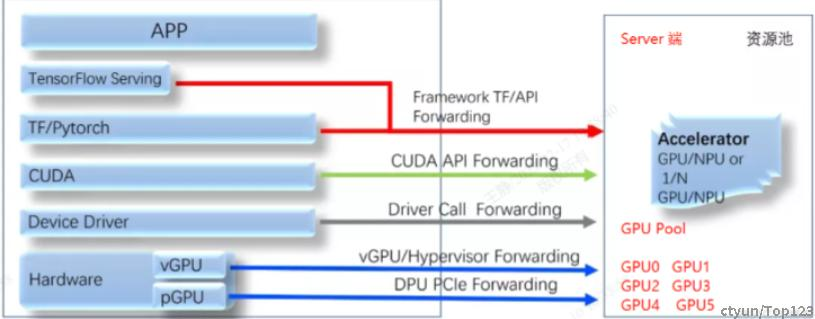 APP
TensorFlow Serving
TF/Pytorch
CUDA
Device Driver
Hardware
vGPU
pGPU
Framework TF/API
Forwarding
CUDA API Forwarding
Driver Call Forwarding
vGPU/Hypervisor Forwarding
DPU PCIe Forwarding
Server 端 资源池
Accelerator
GPU/NPU or
1/N
GPU/NPU
GPU Pool
GPU0 GPU1
GPU2 GPU3
GPU4 GPU5
ctyun/Top123